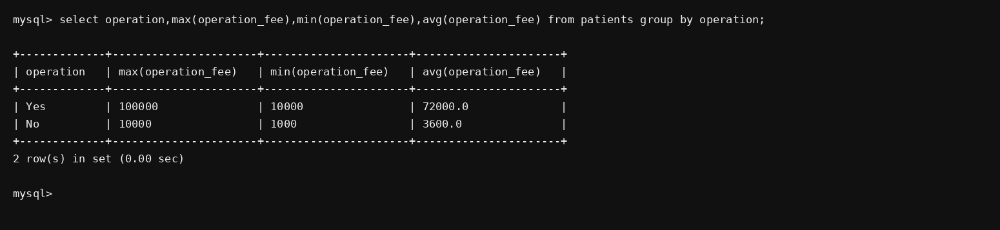 mysql> select operation,max(operation_fee),min(operation_fee),avg(operation_fee) from patients group by operation;
+-------------+----------------------+----------------------+----------------------+
| operation   | max(operation_fee)   | min(operation_fee)   | avg(operation_fee)   |
+-------------+----------------------+----------------------+----------------------+
| Yes         | 100000               | 10000                | 72000.0              |
| No          | 10000                | 1000                 | 3600.0               |
+-------------+----------------------+----------------------+----------------------+
2 row(s) in set (0.00 sec)
mysql>